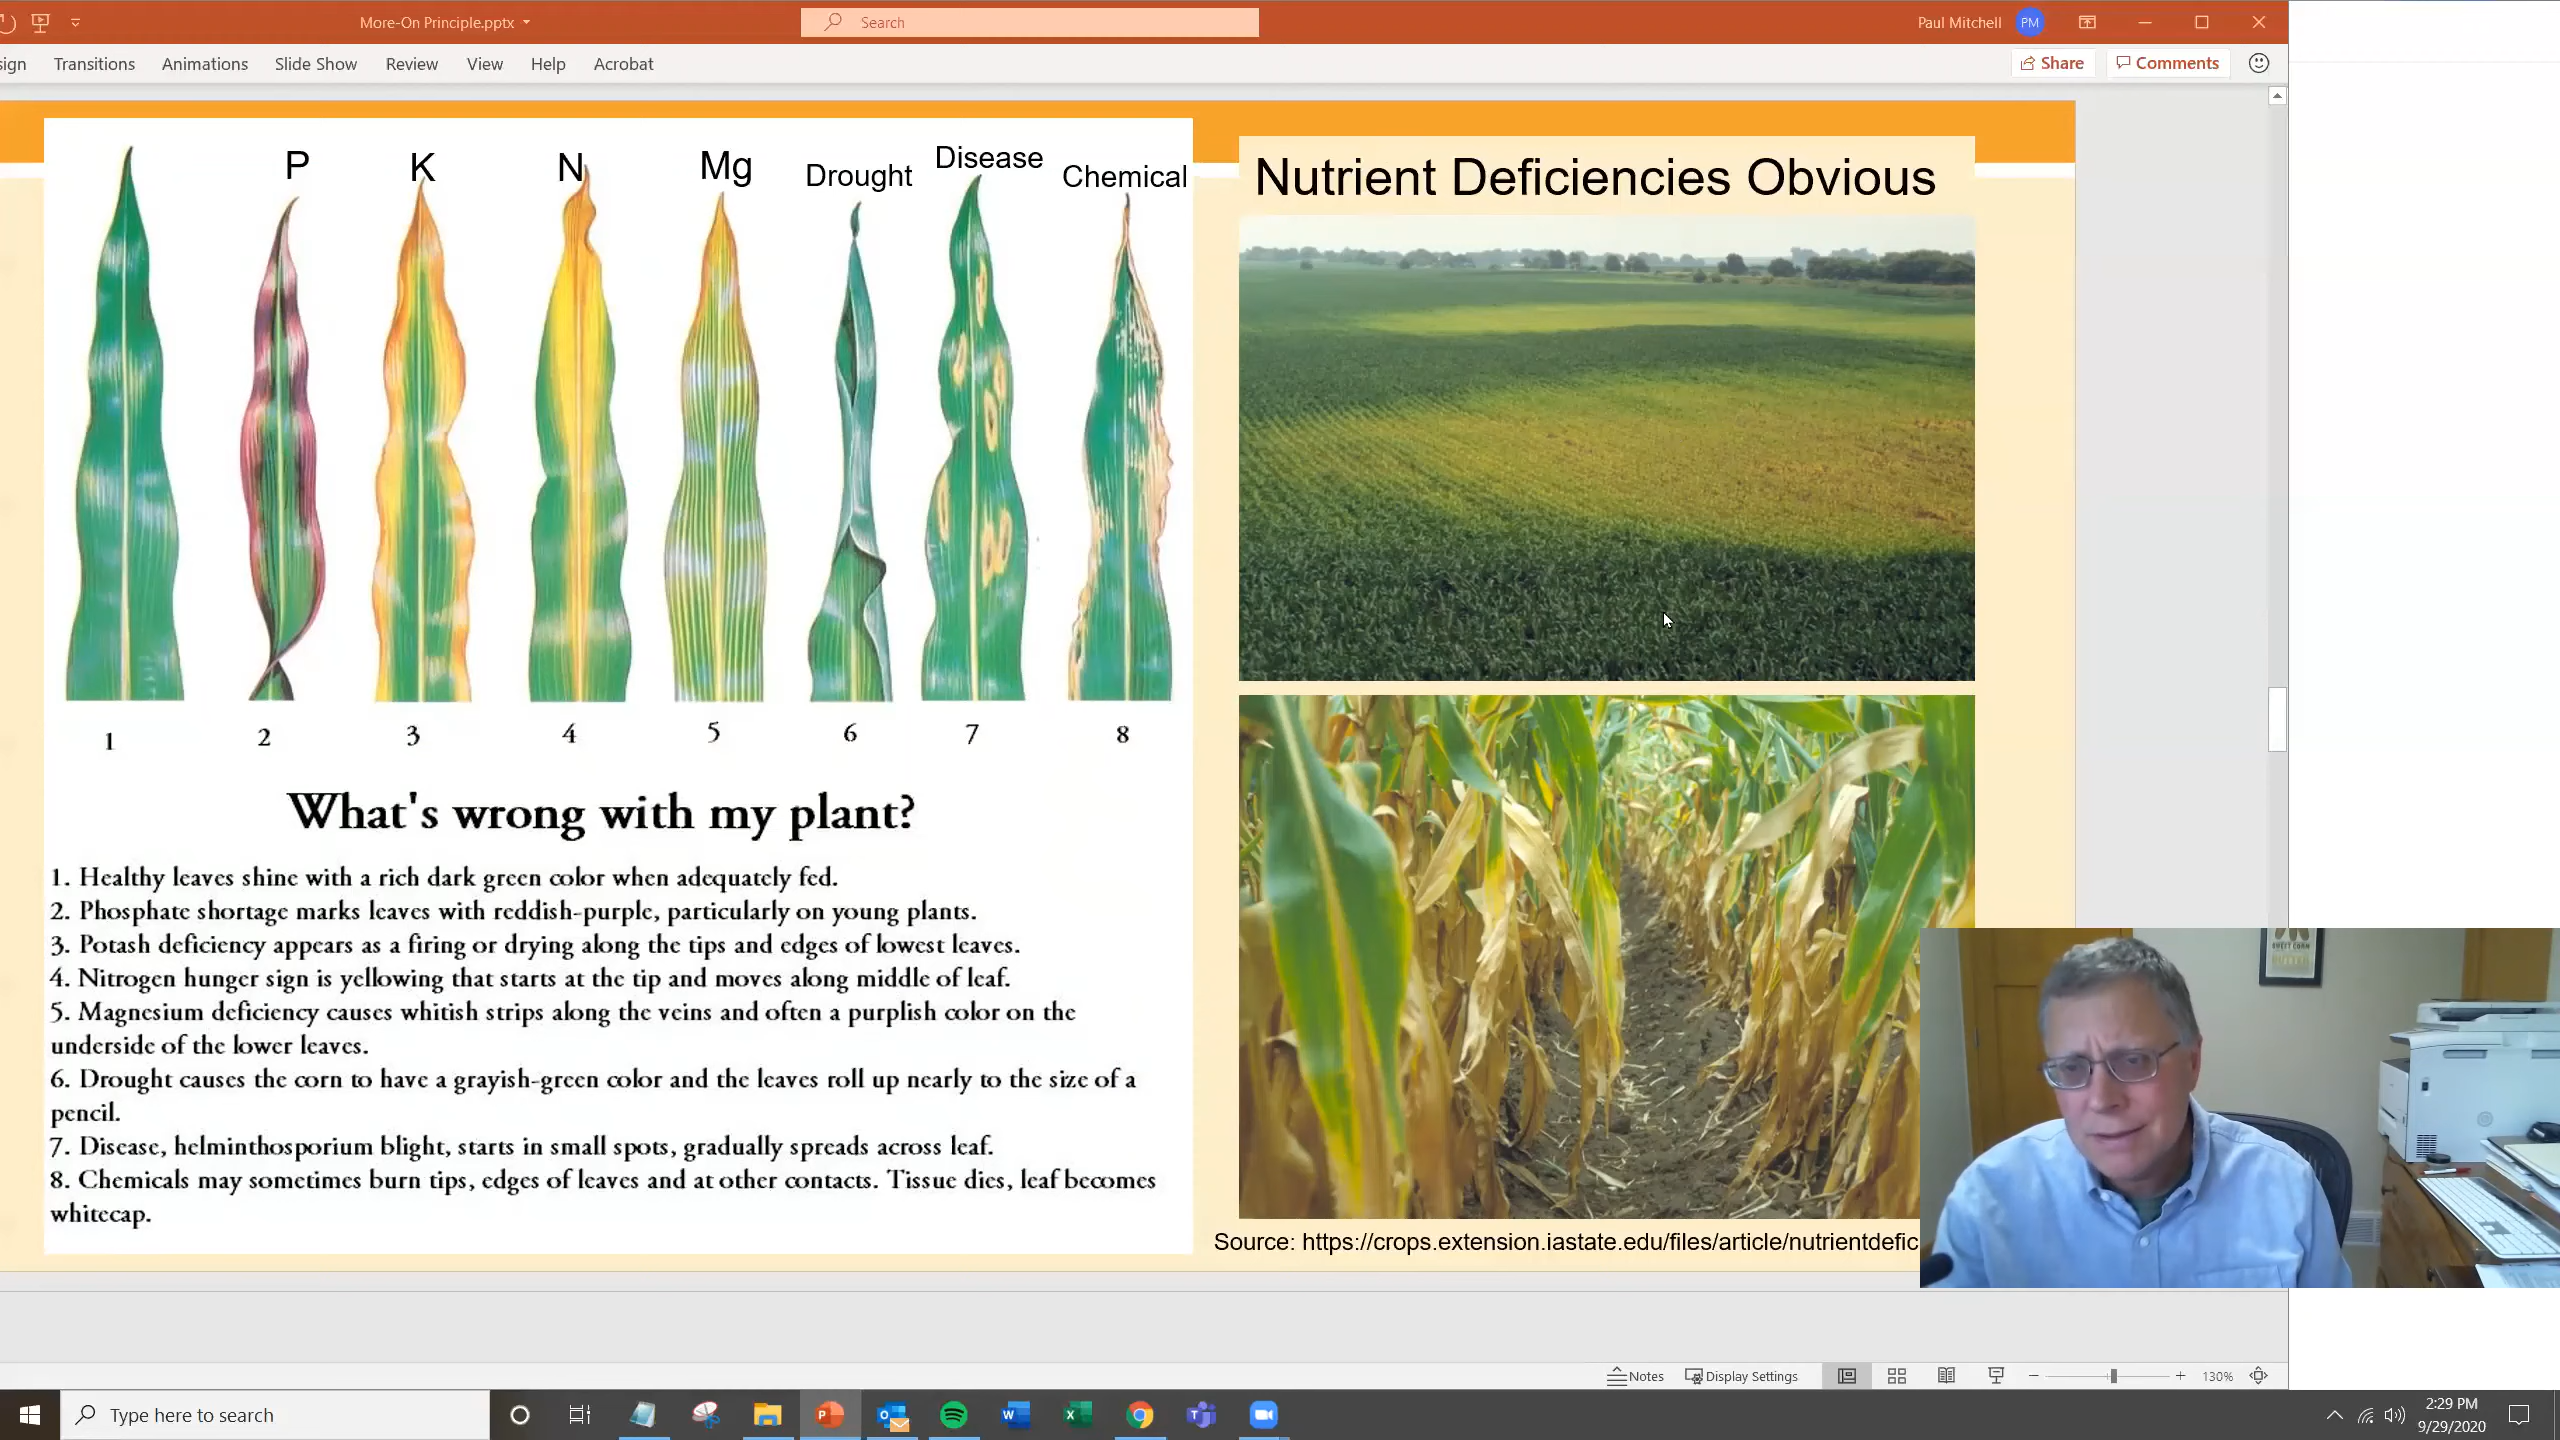 More-On Principle.pptx
Search
Paul Mitchell
PM
Transitions
Animations
Slide Show
Review
View
Help
Acrobat
Share
Comments
P
K
N
Mg
Drought
Disease
Chemical
1
2
3
4
5
6
7
8
What's wrong with my plant?
1. Healthy leaves shine with a rich dark green color when adequately fed.
2. Phosphate shortage marks leaves with reddish-purple, particularly on young plants.
3. Potash deficiency appears as a firing or drying along the tips and edges of lowest leaves.
4. Nitrogen hunger sign is yellowing that starts at the tip and moves along middle of leaf.
5. Magnesium deficiency causes whitish strips along the veins and often a purplish color on the
underside of the lower leaves.
6. Drought causes the corn to have a grayish-green color and the leaves roll up nearly to the size of a
pencil.
7. Disease, helminthosporium blight, starts in small spots, gradually spreads across leaf.
8. Chemicals may sometimes burn tips, edges of leaves and at other contacts. Tissue dies, leaf becomes
whitecap.
Nutrient Deficiencies Obvious
Source: https://crops.extension.iastate.edu/files/article/nutrientdefic
SWEET CORN
Notes
Display Settings
130%
Type here to search
2:29 PM
9/29/2020